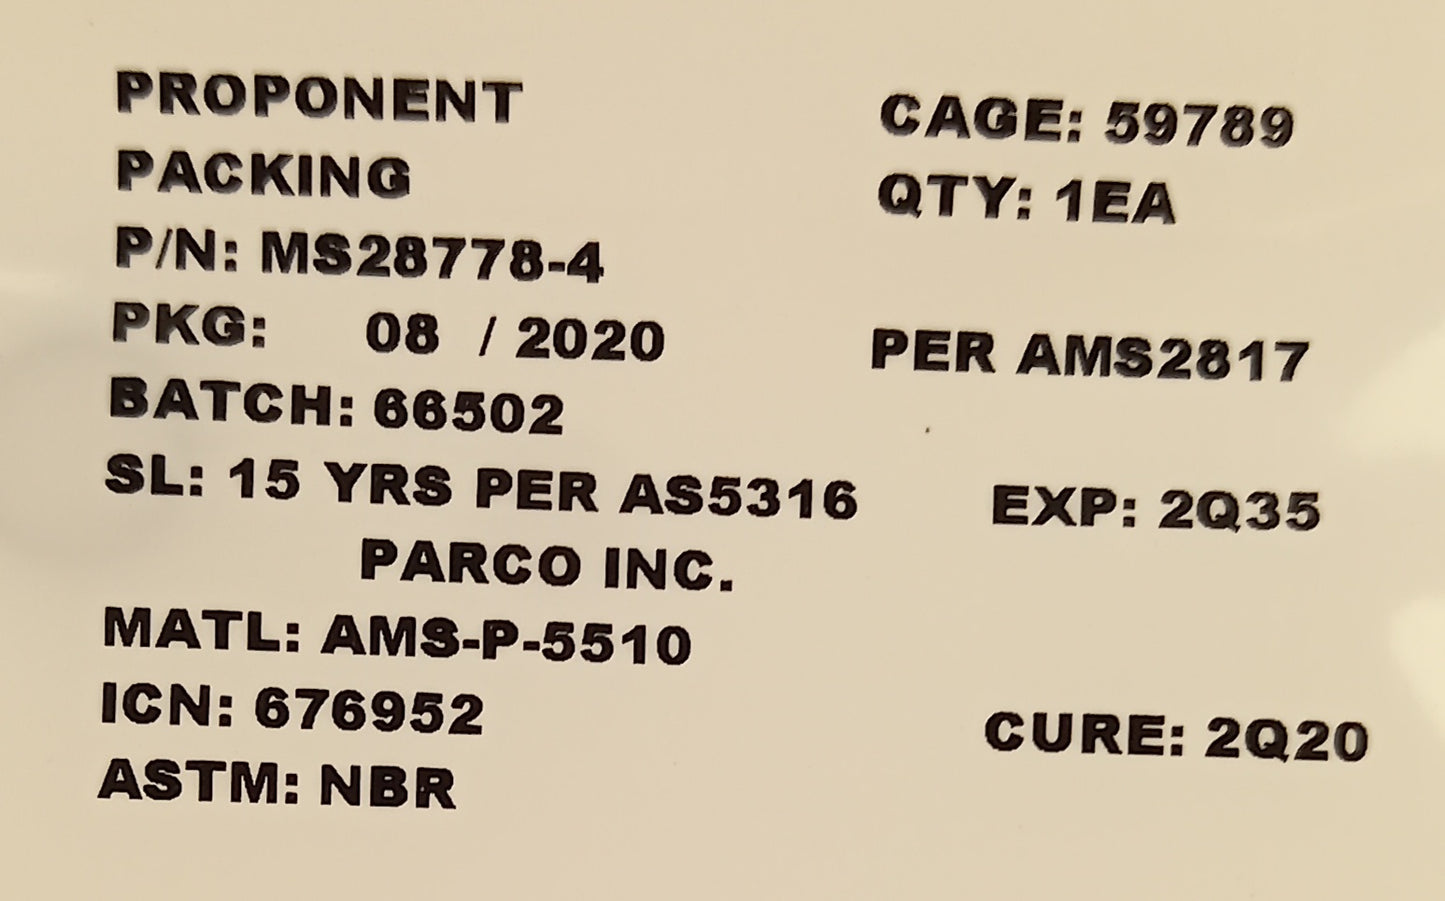 PROPONENT CAGE: 59789
PACKING QTY: 1EA
P/N: MS28778-4
PKG: 08 / 2020 PER AMS2817
BATCH: 66502
SL: 15 YRS PER AS5316 EXP: 2Q35
PARCO INC.
MATL: AMS-P-5510
ICN: 676952 CURE: 2Q20
ASTM: NBR